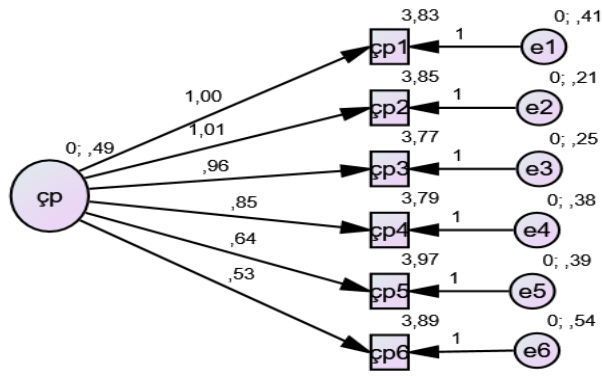 3,83
0; ,41
çp1
1
e1
1,00
3,85
0; ,21
çp2
1
e2
1,01
3,77
0; ,25
0; ,49
çp3
1
e3
,96
çp
3,79
0; ,38
çp4
1
e4
,85
3,97
0; ,39
çp5
1
e5
,64
3,89
0; ,54
çp6
1
e6
,53